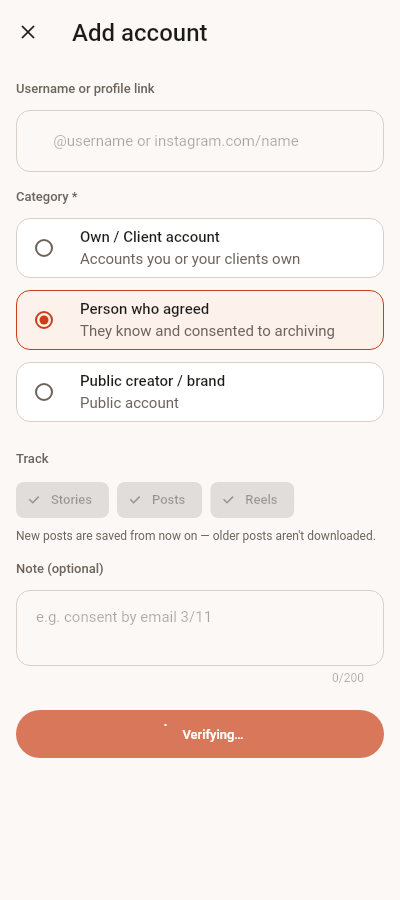 Add account
Username or profile link
@username or instagram.com/name
Category *
Own / Client account
Accounts you or your clients own
Person who agreed
They know and consented to archiving
Public creator / brand
Public account
Track
Stories Posts Reels
New posts are saved from now on — older posts aren't downloaded.
Note (optional)
e.g. consent by email 3/11
0/200
Verifying…